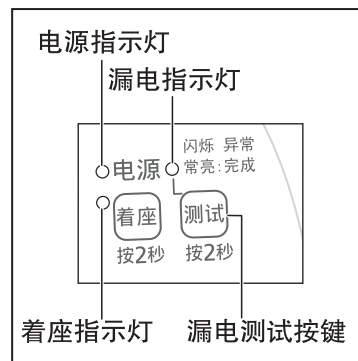 电源指示灯
漏电指示灯
闪烁 异常
电源 常亮:完成
着座 测试
按2秒 按2秒
着座指示灯 漏电测试按键